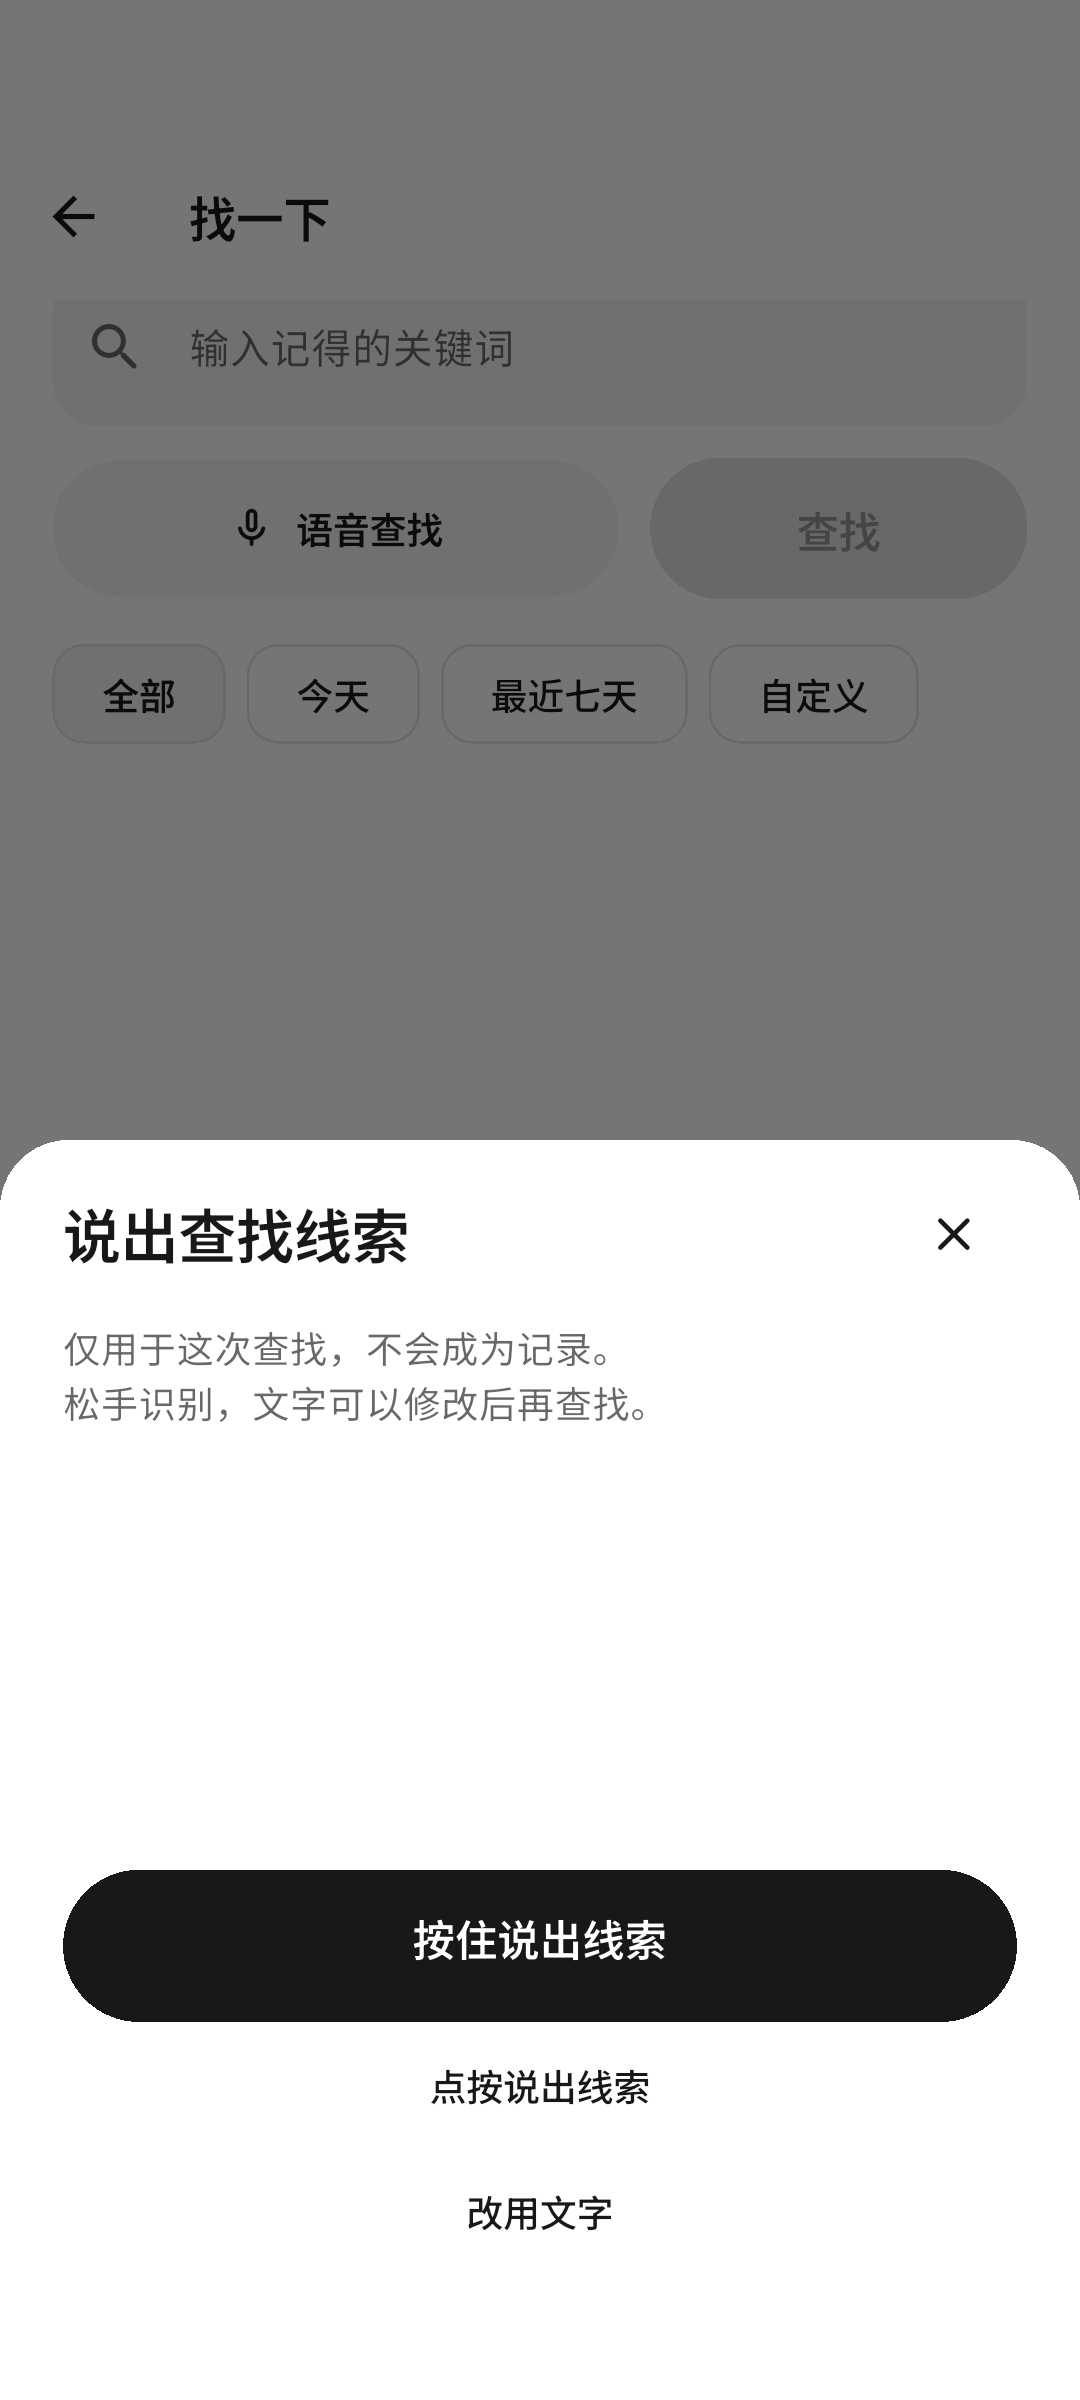 找一下
输入记得的关键词
语音查找
查找
全部
今天
最近七天
自定义
说出查找线索
仅用于这次查找，不会成为记录。
松手识别，文字可以修改后再查找。
按住说出线索
点按说出线索
改用文字